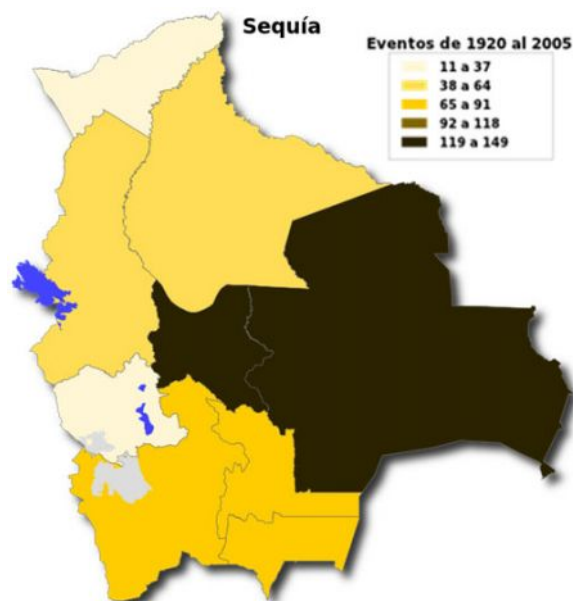 Sequía
Eventos de 1920 al 2005
11 a 37
38 a 64
65 a 91
92 a 118
119 a 149